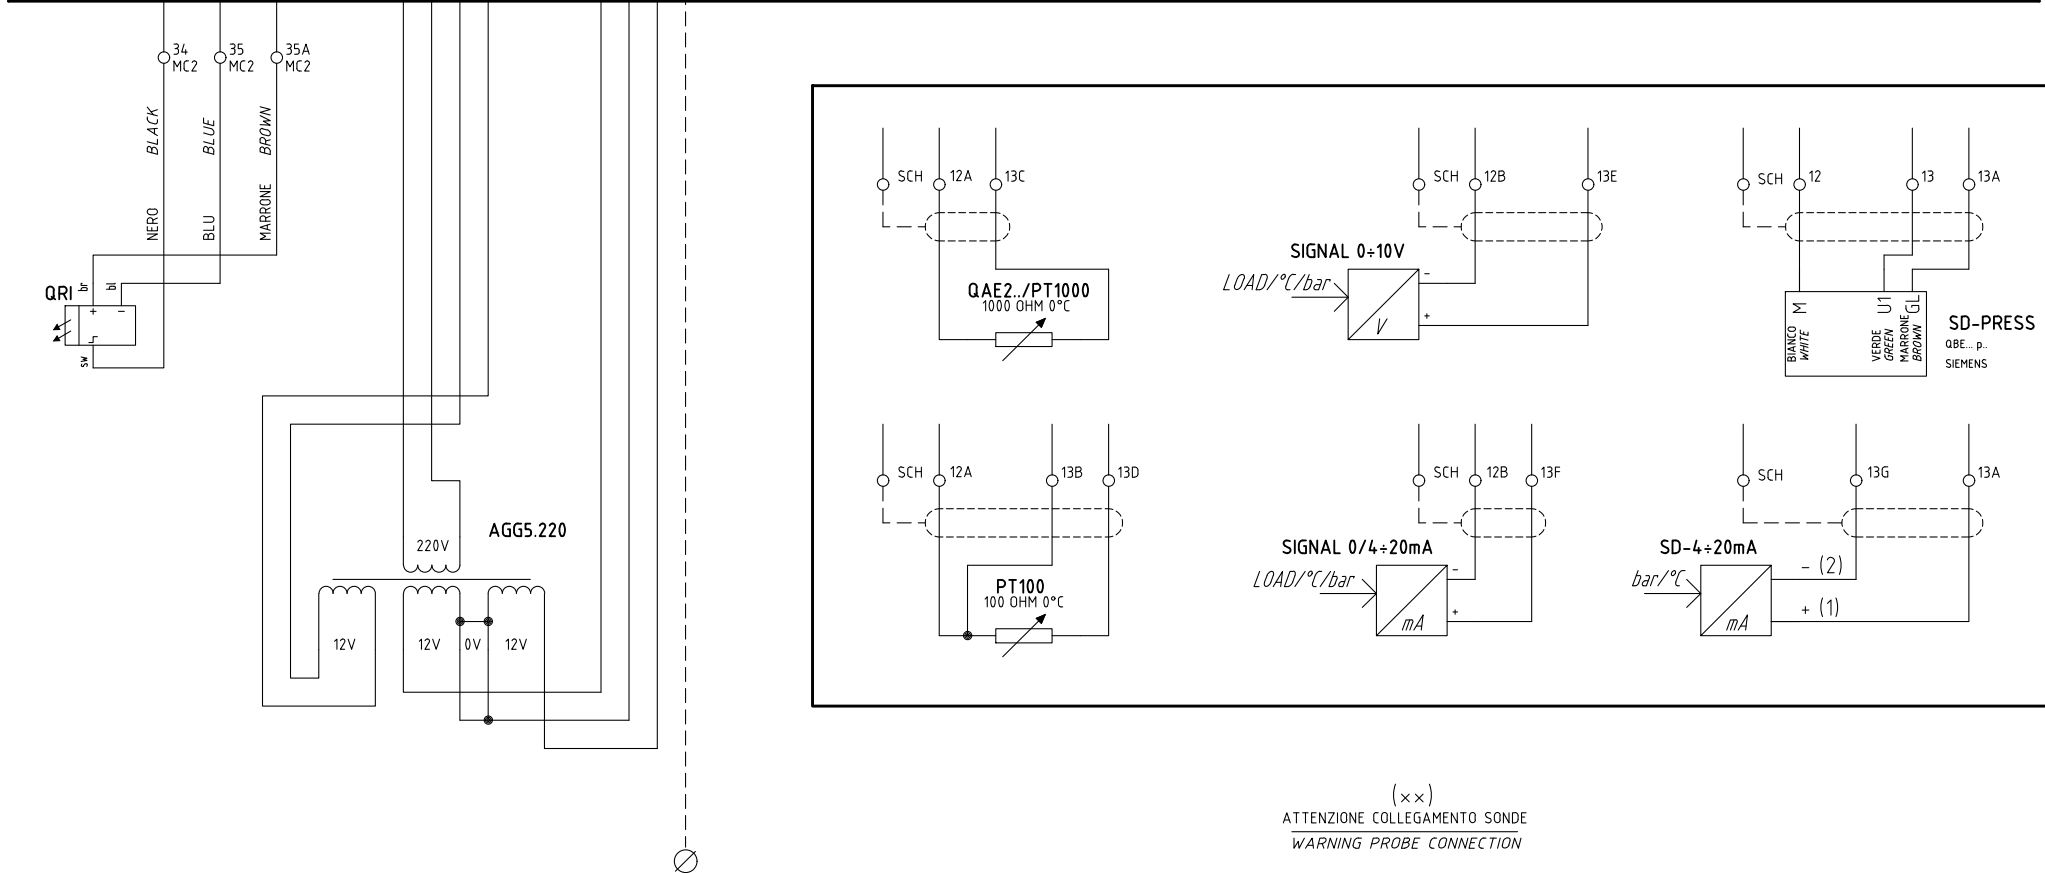 34
MC2
35
MC2
35A
MC2
NERO BLACK
BLU BLUE
MARRONE BROWN
QRI
br
bl
+ -
sw
AGG5.220
220V
12V
12V
0V
12V
SCH
12A
13C
QAE2../PT1000
1000 OHM 0°C
SCH
12B
13E
SIGNAL 0÷10V
LOAD/°C/bar
-
+
V
SCH
12
13
13A
M
U1
GL
BIANCO
WHITE
VERDE
GREEN
MARRONE
BROWN
SD-PRESS
QBE... p..
SIEMENS
SCH
12A
13B
13D
PT100
100 OHM 0°C
SCH
12B
13F
SIGNAL 0/4÷20mA
LOAD/°C/bar
-
+
mA
SCH
13G
13A
SD-4÷20mA
bar/°C
- (2)
+ (1)
mA
(xx)
ATTENZIONE COLLEGAMENTO SONDE
WARNING PROBE CONNECTION